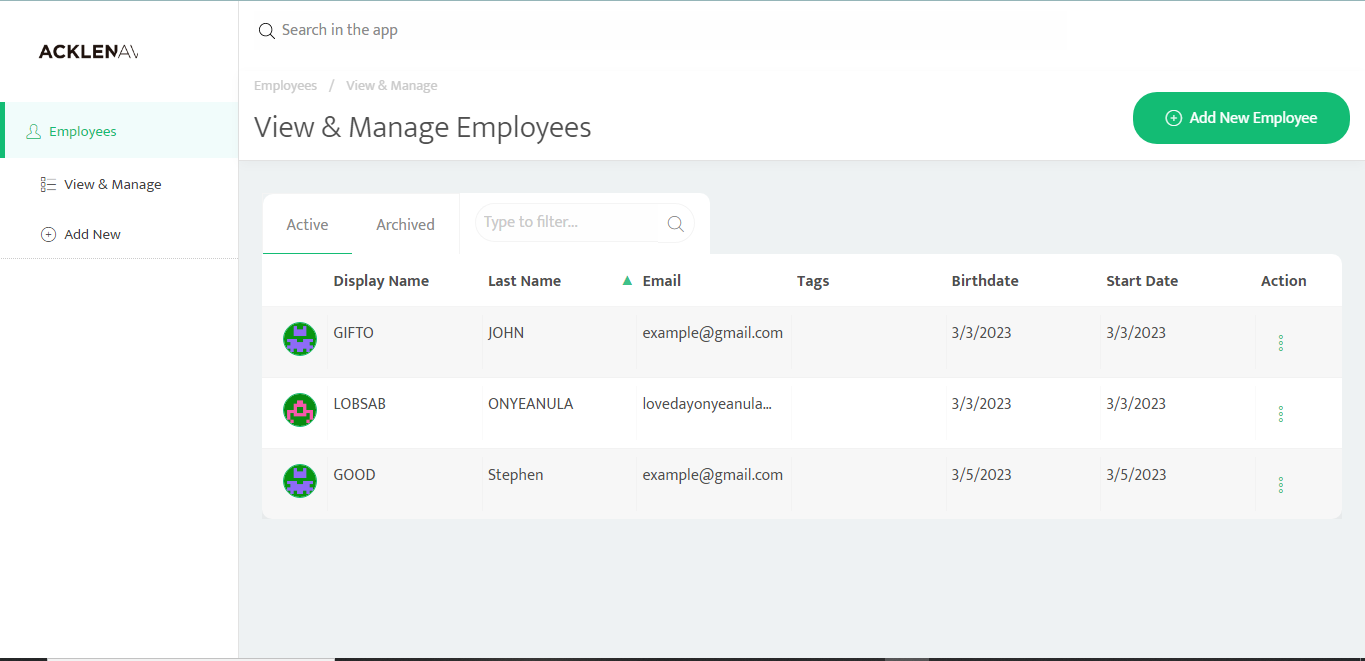 ACKLENAV
Search in the app
Employees / View & Manage
View & Manage Employees
Add New Employee
Employees
View & Manage
Add New
Active Archived Type to filter...
Display Name Last Name Email Tags Birthdate Start Date Action
GIFTO JOHN example@gmail.com 3/3/2023 3/3/2023
LOBSAB ONYEANULA lovedayonyeanula... 3/3/2023 3/3/2023
GOOD Stephen example@gmail.com 3/5/2023 3/5/2023